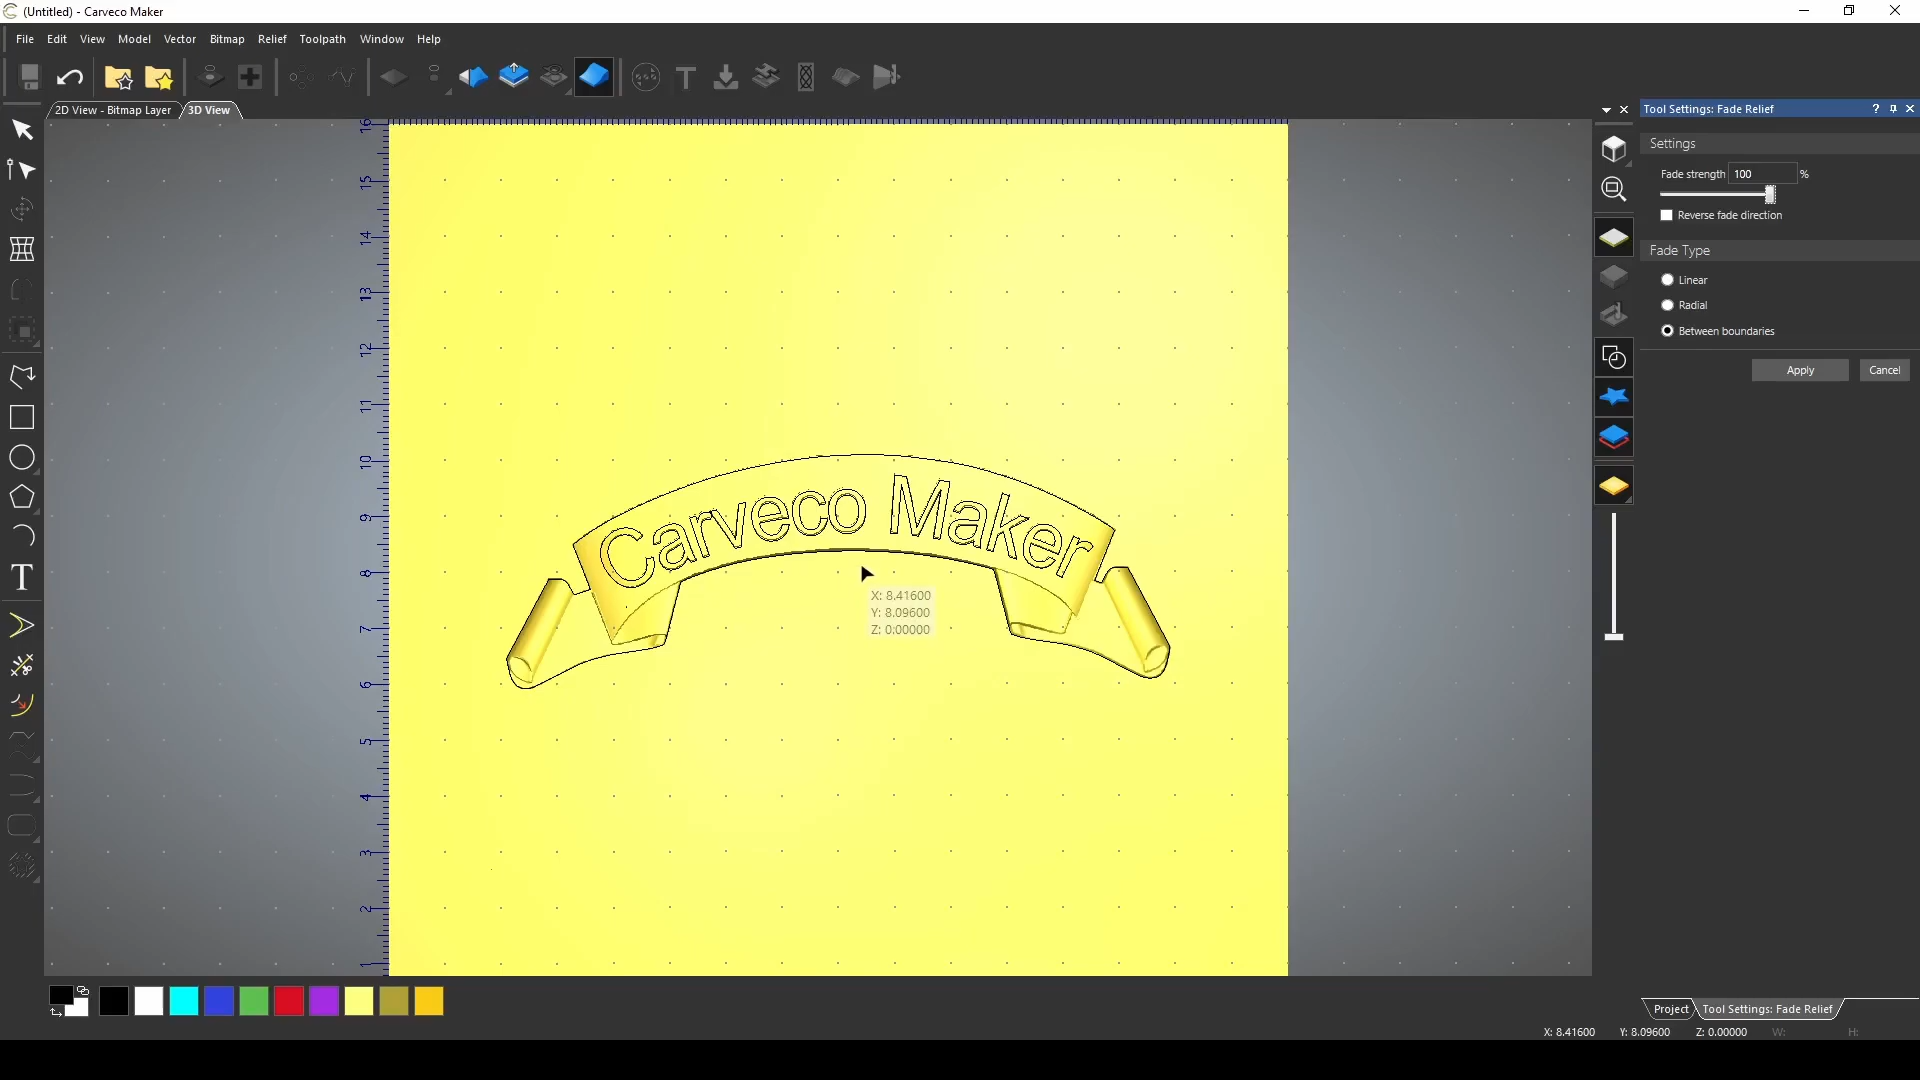 (Untitled) - Carveco Maker
File Edit View Model Vector Bitmap Relief Toolpath Window Help
2D View - Bitmap Layer 3D View
Tool Settings: Fade Relief
Settings
Fade strength 100 %
Reverse fade direction
Fade Type
Linear
Radial
Between boundaries
Apply Cancel
16
15
14
13
12
11
10
9
8
7
6
5
4
3
2
1
Carveco Maker
X: 8.41600
Y: 8.09600
Z: 0.00000
T
Project Tool Settings: Fade Relief
X: 8.41600 Y: 8.09600 Z: 0.00000 W: H: